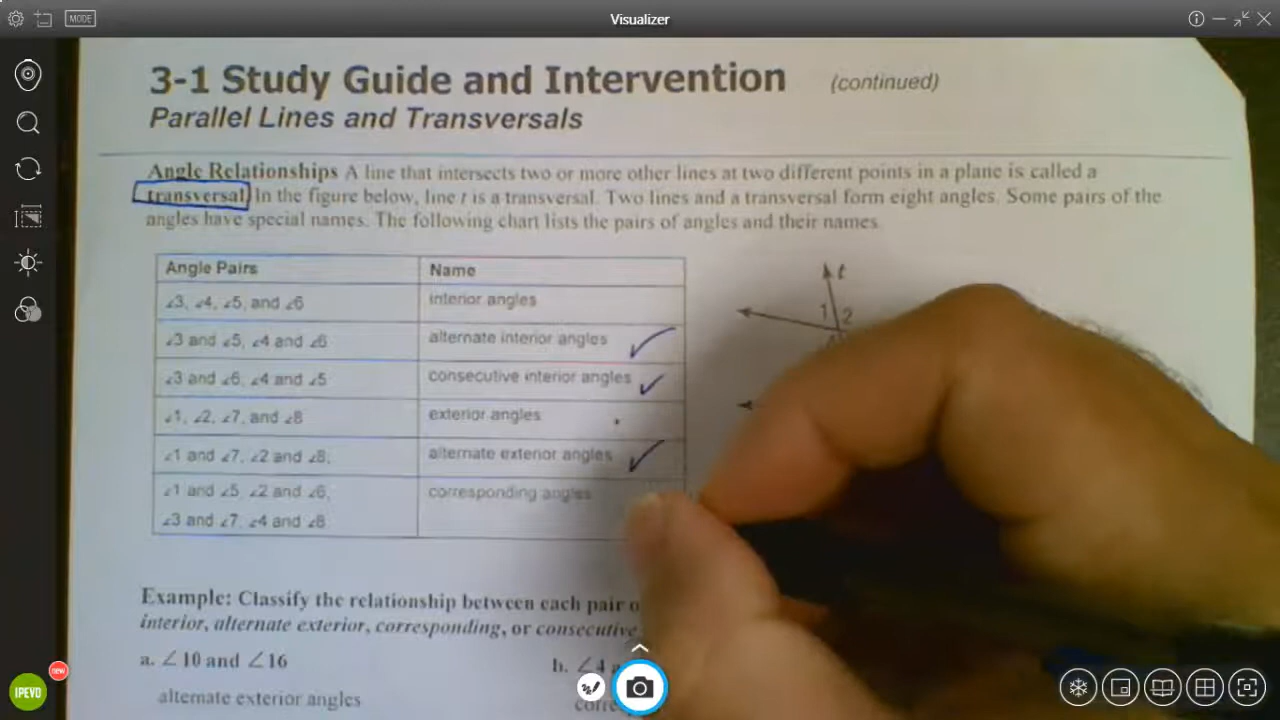 MODE
Visualizer
3-1 Study Guide and Intervention (continued)
Parallel Lines and Transversals
Angle Relationships A line that intersects two or more other lines at two different points in a plane is called a
transversal. In the figure below, line t is a transversal. Two lines and a transversal form eight angles. Some pairs of the
angles have special names. The following chart lists the pairs of angles and their names.
Angle Pairs Name
∠3, ∠4, ∠5, and ∠6 interior angles
∠3 and ∠5, ∠4 and ∠6 alternate interior angles
∠3 and ∠6, ∠4 and ∠5 consecutive interior angles
∠1, ∠2, ∠7, and ∠8 exterior angles
∠1 and ∠7, ∠2 and ∠8, alternate exterior angles
∠1 and ∠5, ∠2 and ∠6, corresponding angles
∠3 and ∠7, ∠4 and ∠8
t
1 2
Example: Classify the relationship between each pair
interior, alternate exterior, corresponding, or consecutive
a. ∠10 and ∠16
b. ∠4
alternate exterior angles
new
IPEVO